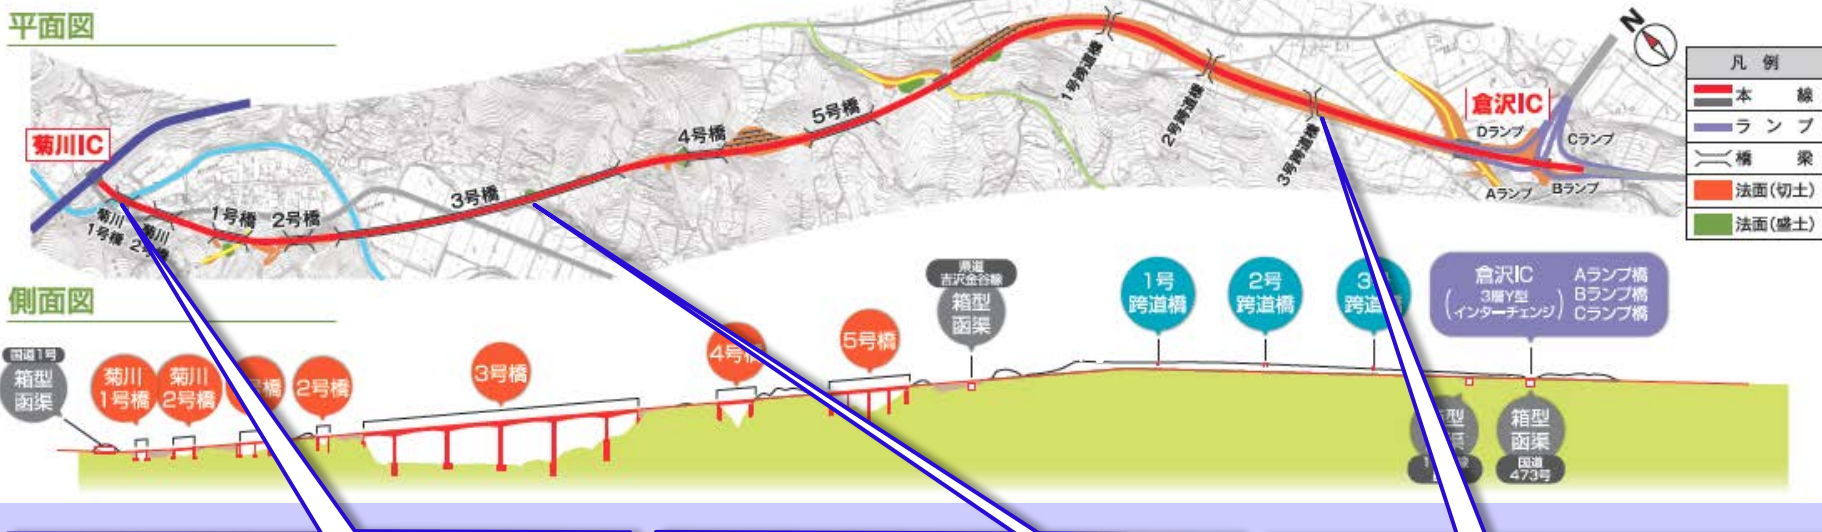 平面図
N
菊川IC
菊川
1号橋
菊川
1号橋
2号橋
3号橋
4号橋
5号橋
1号跨道橋
2号跨道橋
3号跨道橋
倉沢IC
Dランプ
Cランプ
Aランプ
Bランプ
凡例
本線
ランプ
橋梁
法面(切土)
法面(盛土)
側面図
国道1号
箱型
函渠
菊川
1号橋
菊川
2号橋
号橋
2号橋
3号橋
4号橋
5号橋
県道
吉沢金谷線
箱型
函渠
1号
跨道橋
2号
跨道橋
跨道橋
倉沢IC
(3層Y型
インターチェンジ)
Aランプ橋
Bランプ橋
Cランプ橋
箱型
函渠
国道
473号